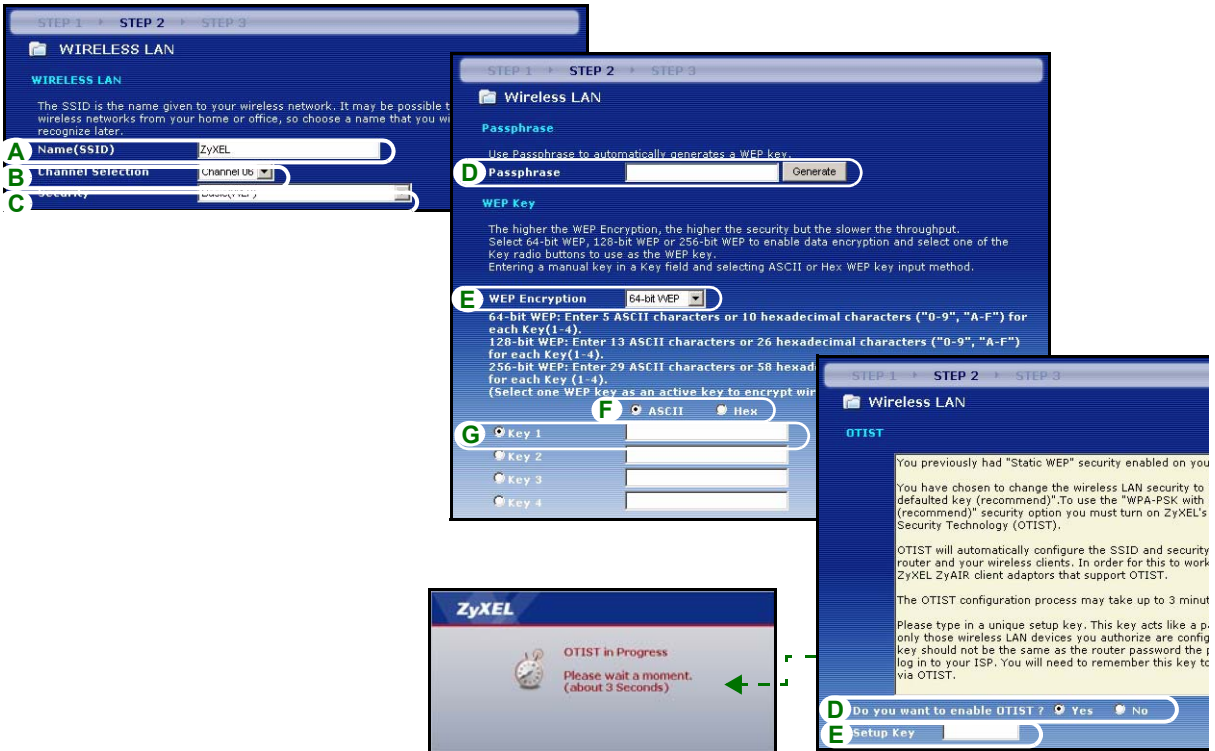 STEP 1 STEP 2 STEP 3
WIRELESS LAN
WIRELESS LAN
The SSID is the name given to your wireless network. It may be possible t
wireless networks from your home or office, so choose a name that you wi
recognize later.
A Name(SSID) ZyXEL
B Channel Selection Channel 06
C Security Basic(WEP)
STEP 1 STEP 2 STEP 3
Wireless LAN
Passphrase
Use Passphrase to automatically generates a WEP key.
D Passphrase Generate
WEP Key
The higher the WEP Encryption, the higher the security but the slower the throughput.
Select 64-bit WEP, 128-bit WEP or 256-bit WEP to enable data encryption and select one of the
Key radio buttons to use as the WEP key.
Entering a manual key in a Key field and selecting ASCII or Hex WEP key input method.
E WEP Encryption 64-bit WEP
64-bit WEP: Enter 5 ASCII characters or 10 hexadecimal characters ("0-9", "A-F") for
each Key(1-4).
128-bit WEP: Enter 13 ASCII characters or 26 hexadecimal characters ("0-9", "A-F")
for each Key(1-4).
256-bit WEP: Enter 29 ASCII characters or 58 hexad
for each Key (1-4).
(Select one WEP key as an active key to encrypt wir
F ASCII Hex
G Key 1
Key 2
Key 3
Key 4
STEP 1 STEP 2 STEP 3
Wireless LAN
OTIST
You previously had "Static WEP" security enabled on you
You have chosen to change the wireless LAN security to
defaulted key (recommend)".To use the "WPA-PSK with
(recommend)" security option you must turn on ZyXEL's
Security Technology (OTIST).
OTIST will automatically configure the SSID and security
router and your wireless clients. In order for this to work
ZyXEL ZyAIR client adaptors that support OTIST.
The OTIST configuration process may take up to 3 minut
Please type in a unique setup key. This key acts like a pa
only those wireless LAN devices you authorize are config
key should not be the same as the router password the p
log in to your ISP. You will need to remember this key to
via OTIST.
D Do you want to enable OTIST ? Yes No
E Setup Key
ZyXEL
OTIST in Progress
Please wait a moment.
(about 3 Seconds)